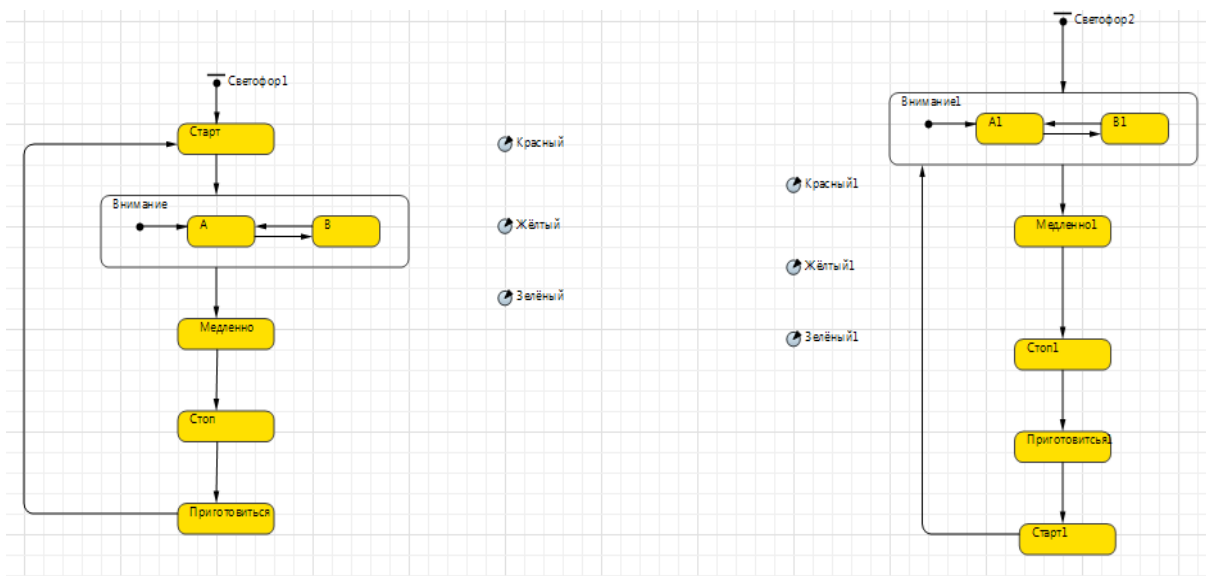 Светофор1
Старт
Внимание
A
B
Медленно
Стоп
Приготовиться
Красный
Жёлтый
Зелёный
Красный1
Жёлтый1
Зелёный1
Светофор2
Внимание1
A1
B1
Медленно1
Стоп1
Приготовитсья1
Старт1